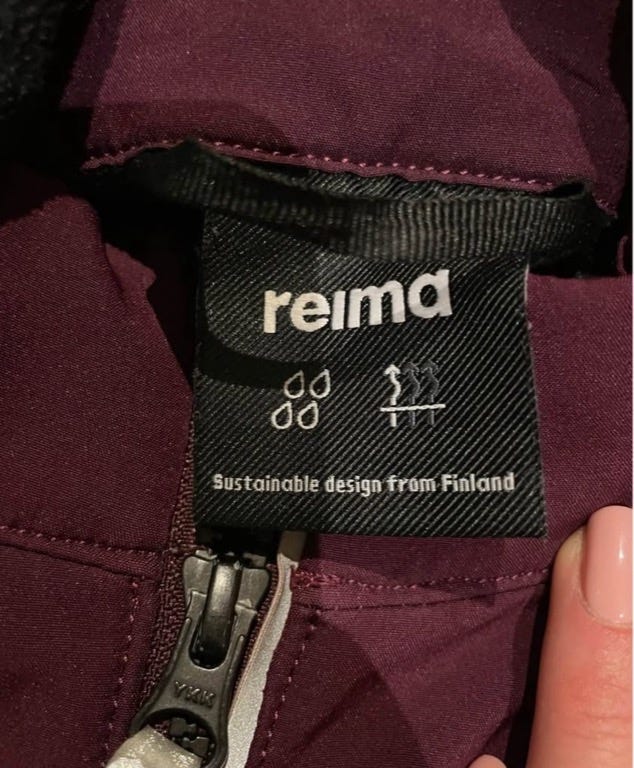 reima
Sustainable design from Finland
YKK